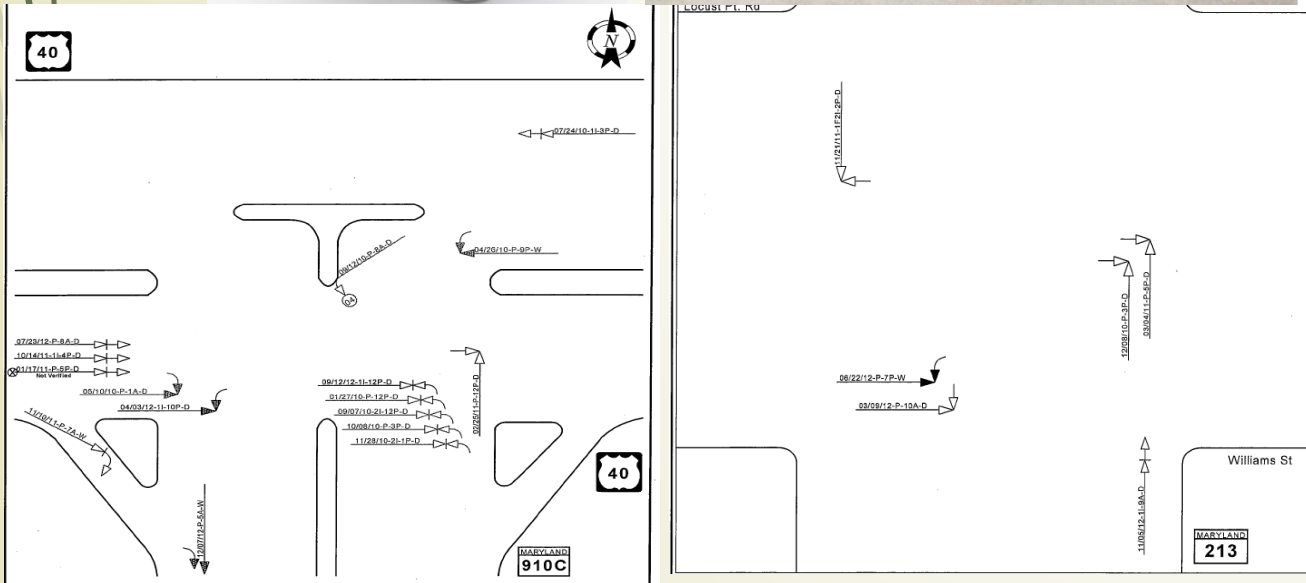 40
N
07/24/10-1I-3P-D
04/26/10-P-9P-W
09/12/10-P-8A-D
04
07/23/12-P-8A-D
10/14/11-1I-4P-D
01/17/11-P-5P-D
Not Verified
05/10/10-P-1A-D
04/03/12-1I-10P-D
11/10/11-P-7A-W
09/12/12-1I-12P-D
01/27/10-P-12P-D
09/07/10-2I-12P-D
10/08/10-P-3P-D
11/28/10-2I-1P-D
02/25/11-P-12P-D
12/07/12-P-5A-W
40
MARYLAND
910C
Locust Pt. Rd
11/21/11-1F2I-2P-D
12/08/10-P-3P-D
03/04/11-P-5P-D
06/22/12-P-7P-W
03/09/12-P-10A-D
11/05/12-1I-9A-D
Williams St
MARYLAND
213